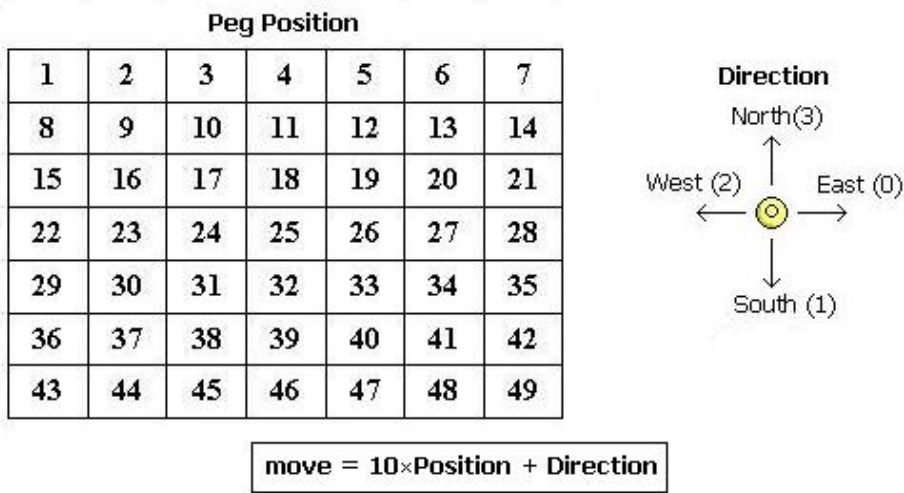 Peg Position
1 2 3 4 5 6 7
8 9 10 11 12 13 14
15 16 17 18 19 20 21
22 23 24 25 26 27 28
29 30 31 32 33 34 35
36 37 38 39 40 41 42
43 44 45 46 47 48 49
Direction
North(3)
West (2) East (0)
South (1)
move = 10×Position + Direction